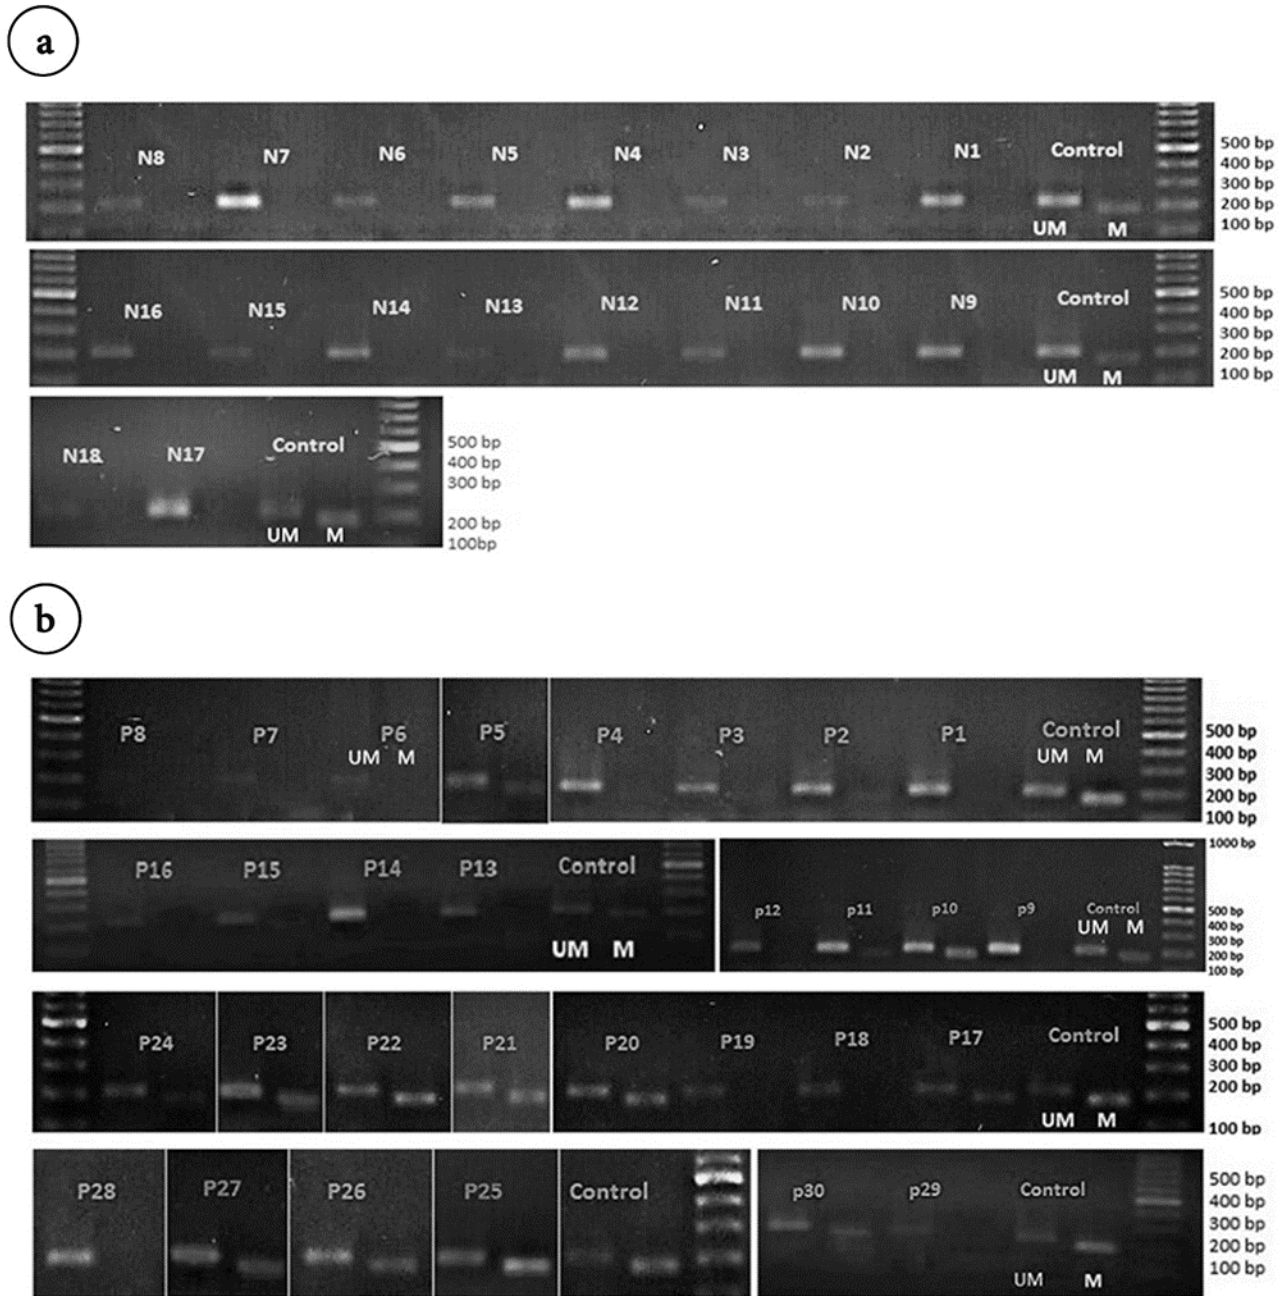 a
N8 N7 N6 N5 N4 N3 N2 N1 Control
UM M
500 bp
400 bp
300 bp
200 bp
100 bp
N16 N15 N14 N13 N12 N11 N10 N9 Control
UM M
500 bp
400 bp
300 bp
200 bp
100 bp
N18 N17 Control
UM M
500 bp
400 bp
300 bp
200 bp
100bp
b
P8 P7 P6 P5 P4 P3 P2 P1 Control
UM M UM M
500 bp
400 bp
300 bp
200 bp
100 bp
P16 P15 P14 P13 Control
UM M
p12 p11 p10 p9 Control
UM M
1000 bp
500 bp
400 bp
300 bp
200 bp
100 bp
P24 P23 P22 P21 P20 P19 P18 P17 Control
UM M
500 bp
400 bp
300 bp
200 bp
100 bp
P28 P27 P26 P25 Control
p30 p29 Control
UM M
500 bp
400 bp
300 bp
200 bp
100 bp